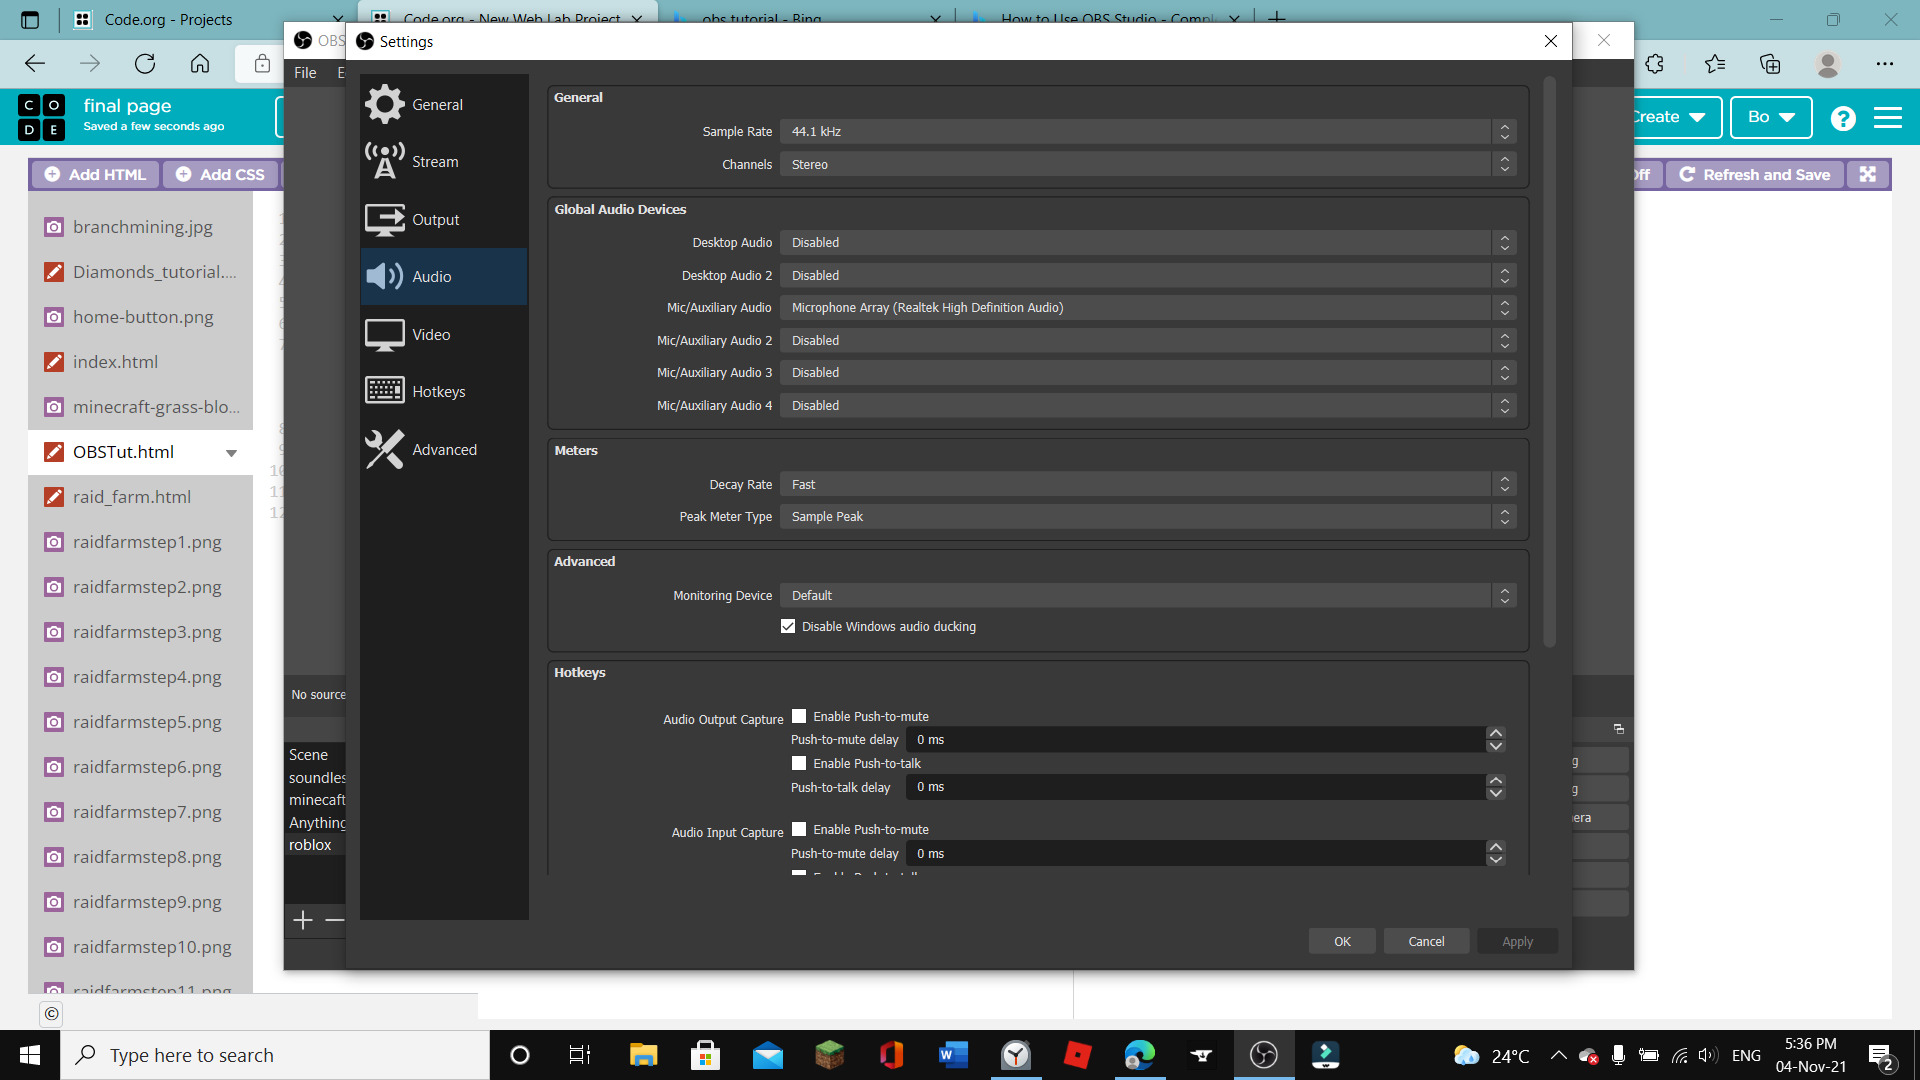 Code.org - Projects
Code.org - New Web Lab Project
obs tutorial - Bing
How to Use OBS Studio - Compl
OBS
Settings
File
E
C O
D E
final page
Saved a few seconds ago
Create
Bo
Add HTML
Add CSS
Off
Refresh and Save
branchmining.jpg
Diamonds_tutorial....
home-button.png
index.html
minecraft-grass-blo...
OBSTut.html
raid_farm.html
raidfarmstep1.png
raidfarmstep2.png
raidfarmstep3.png
raidfarmstep4.png
raidfarmstep5.png
raidfarmstep6.png
raidfarmstep7.png
raidfarmstep8.png
raidfarmstep9.png
raidfarmstep10.png
raidfarmstep11.png
©
No source
Scene
soundles
minecaft
Anything
roblox
General
Stream
Output
Audio
Video
Hotkeys
Advanced
General
Sample Rate 44.1 kHz
Channels Stereo
Global Audio Devices
Desktop Audio Disabled
Desktop Audio 2 Disabled
Mic/Auxiliary Audio Microphone Array (Realtek High Definition Audio)
Mic/Auxiliary Audio 2 Disabled
Mic/Auxiliary Audio 3 Disabled
Mic/Auxiliary Audio 4 Disabled
Meters
Decay Rate Fast
Peak Meter Type Sample Peak
Advanced
Monitoring Device Default
Disable Windows audio ducking
Hotkeys
Audio Output Capture Enable Push-to-mute
Push-to-mute delay 0 ms
Enable Push-to-talk
Push-to-talk delay 0 ms
Audio Input Capture Enable Push-to-mute
Push-to-mute delay 0 ms
OK Cancel Apply
Type here to search
24°C
ENG
5:36 PM
04-Nov-21
2